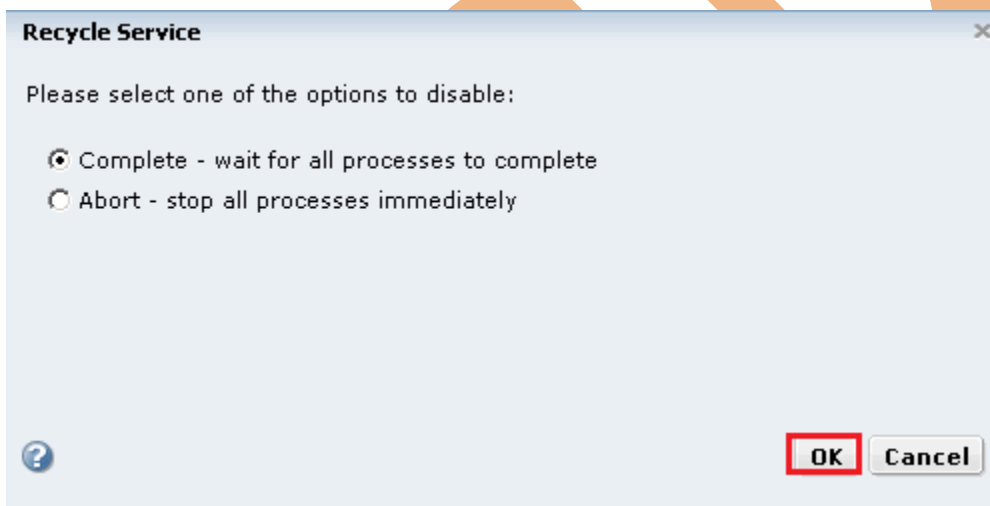 Recycle Service
Please select one of the options to disable:
Complete - wait for all processes to complete
Abort - stop all processes immediately
OK Cancel